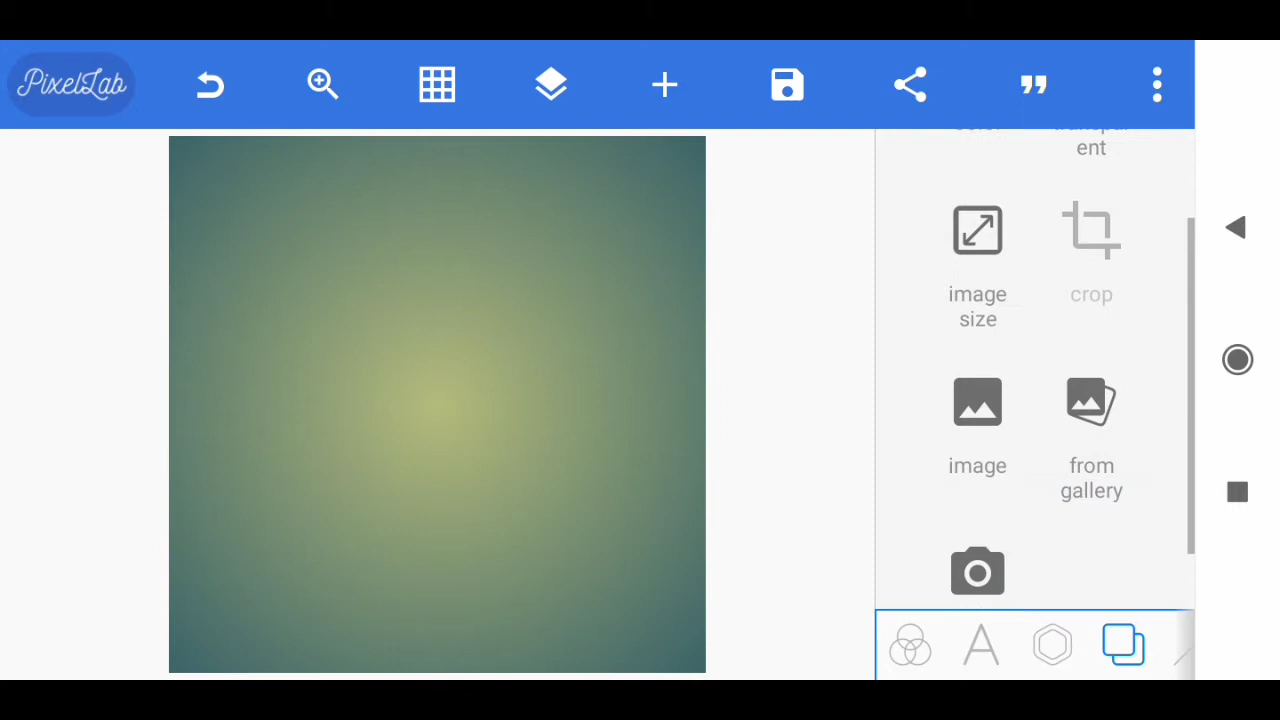 PixelLab
ent
image
size
crop
image
from
gallery